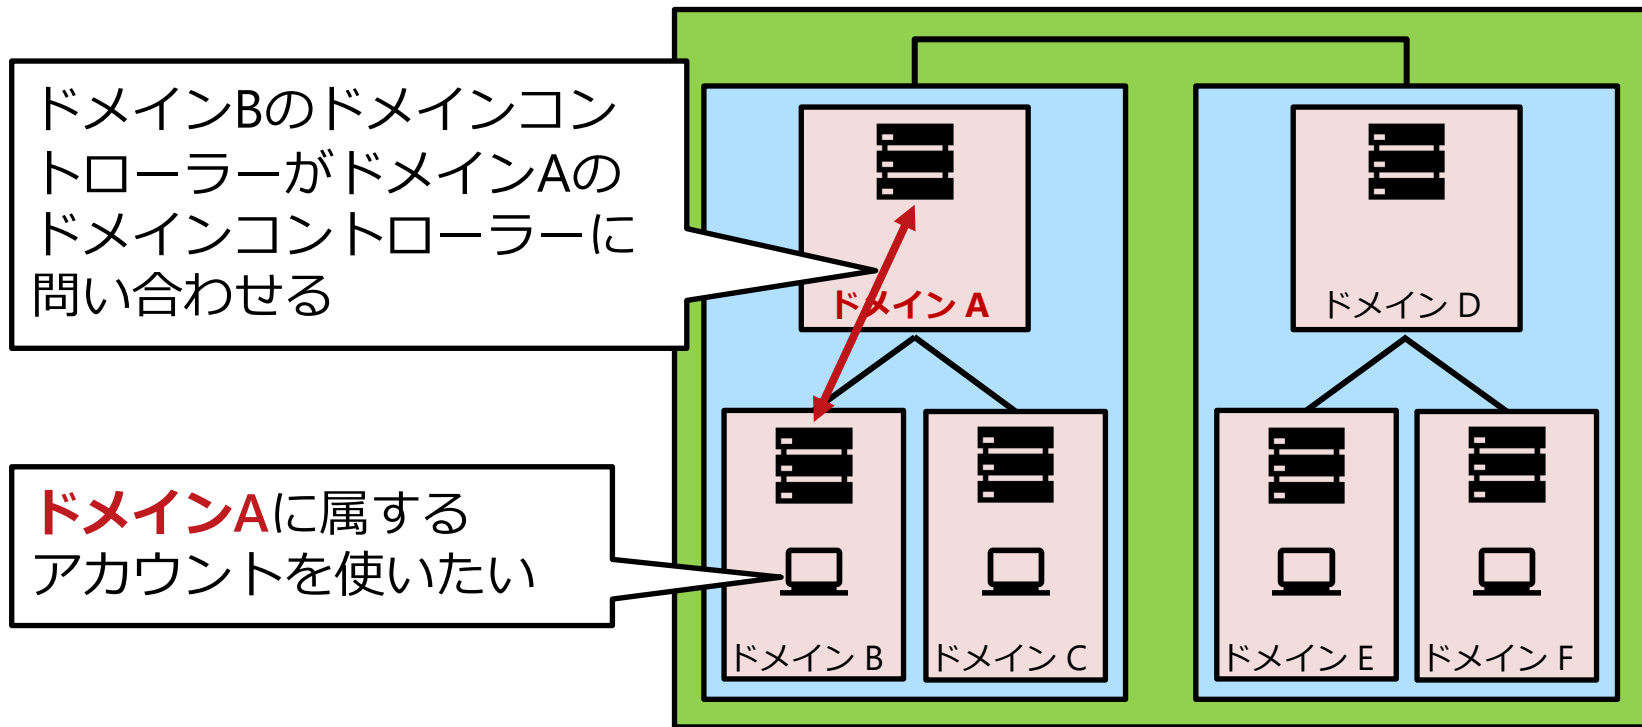 ドメインBのドメインコン
トローラーがドメインAの
ドメインコントローラーに
問い合わせる
ドメイン A
ドメイン D
ドメインAに属する
アカウントを使いたい
ドメイン B
ドメイン C
ドメイン E
ドメイン F